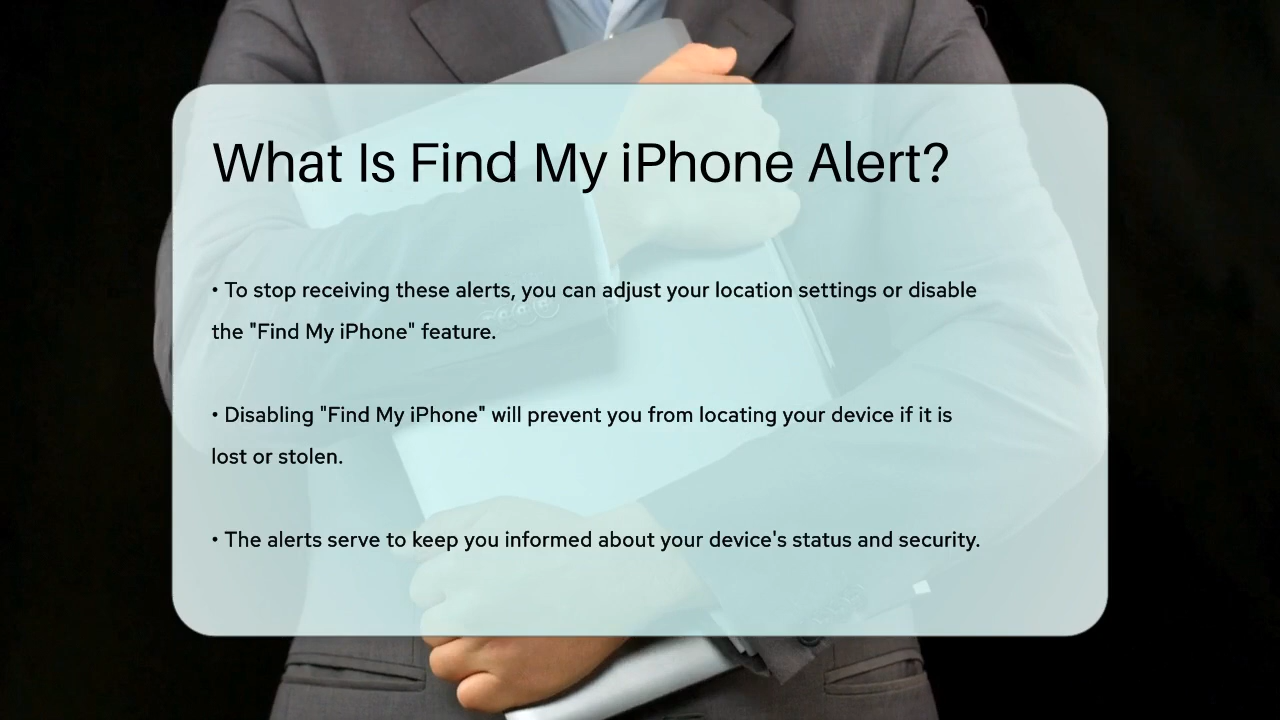 What Is Find My iPhone Alert?
• To stop receiving these alerts, you can adjust your location settings or disable
the "Find My iPhone" feature.
• Disabling "Find My iPhone" will prevent you from locating your device if it is
lost or stolen.
• The alerts serve to keep you informed about your device's status and security.